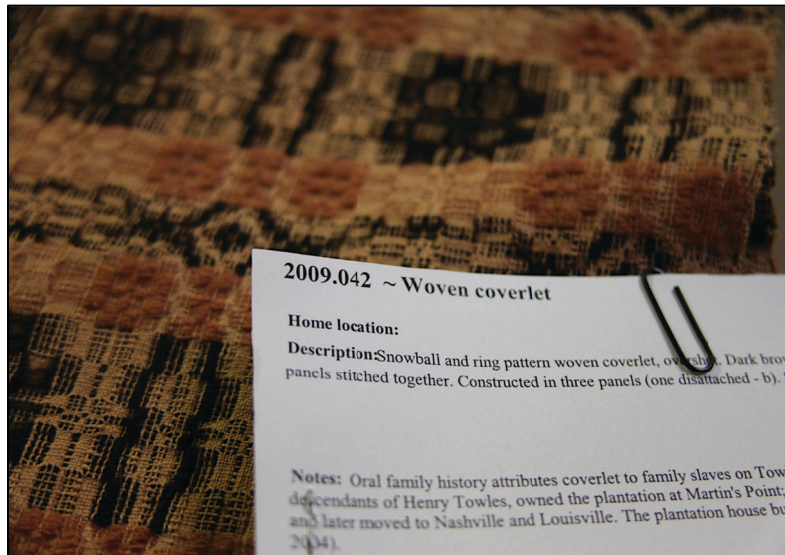 2009.042 ~ Woven coverlet
Home location:
Description:Snowball and ring pattern woven coverlet, overshot. Dark brow
panels stitched together. Constructed in three panels (one disattached - b).
Notes: Oral family history attributes coverlet to family slaves on Tow
descendants of Henry Towles, owned the plantation at Martin's Point;
and later moved to Nashville and Louisville. The plantation house bu
2004).